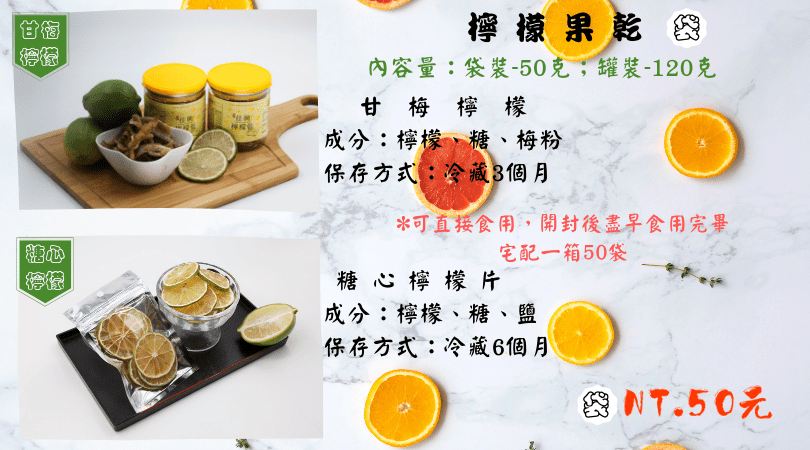 甘梅
檸檬
檸檬果乾 袋
內容量：袋裝-50克；罐裝-120克
甘梅檸檬
成分：檸檬、糖、梅粉
保存方式：冷藏3個月
＊可直接食用，開封後盡早食用完畢
宅配一箱50袋
糖心
檸檬
糖心檸檬片
成分：檸檬、糖、鹽
保存方式：冷藏6個月
袋 NT.50元